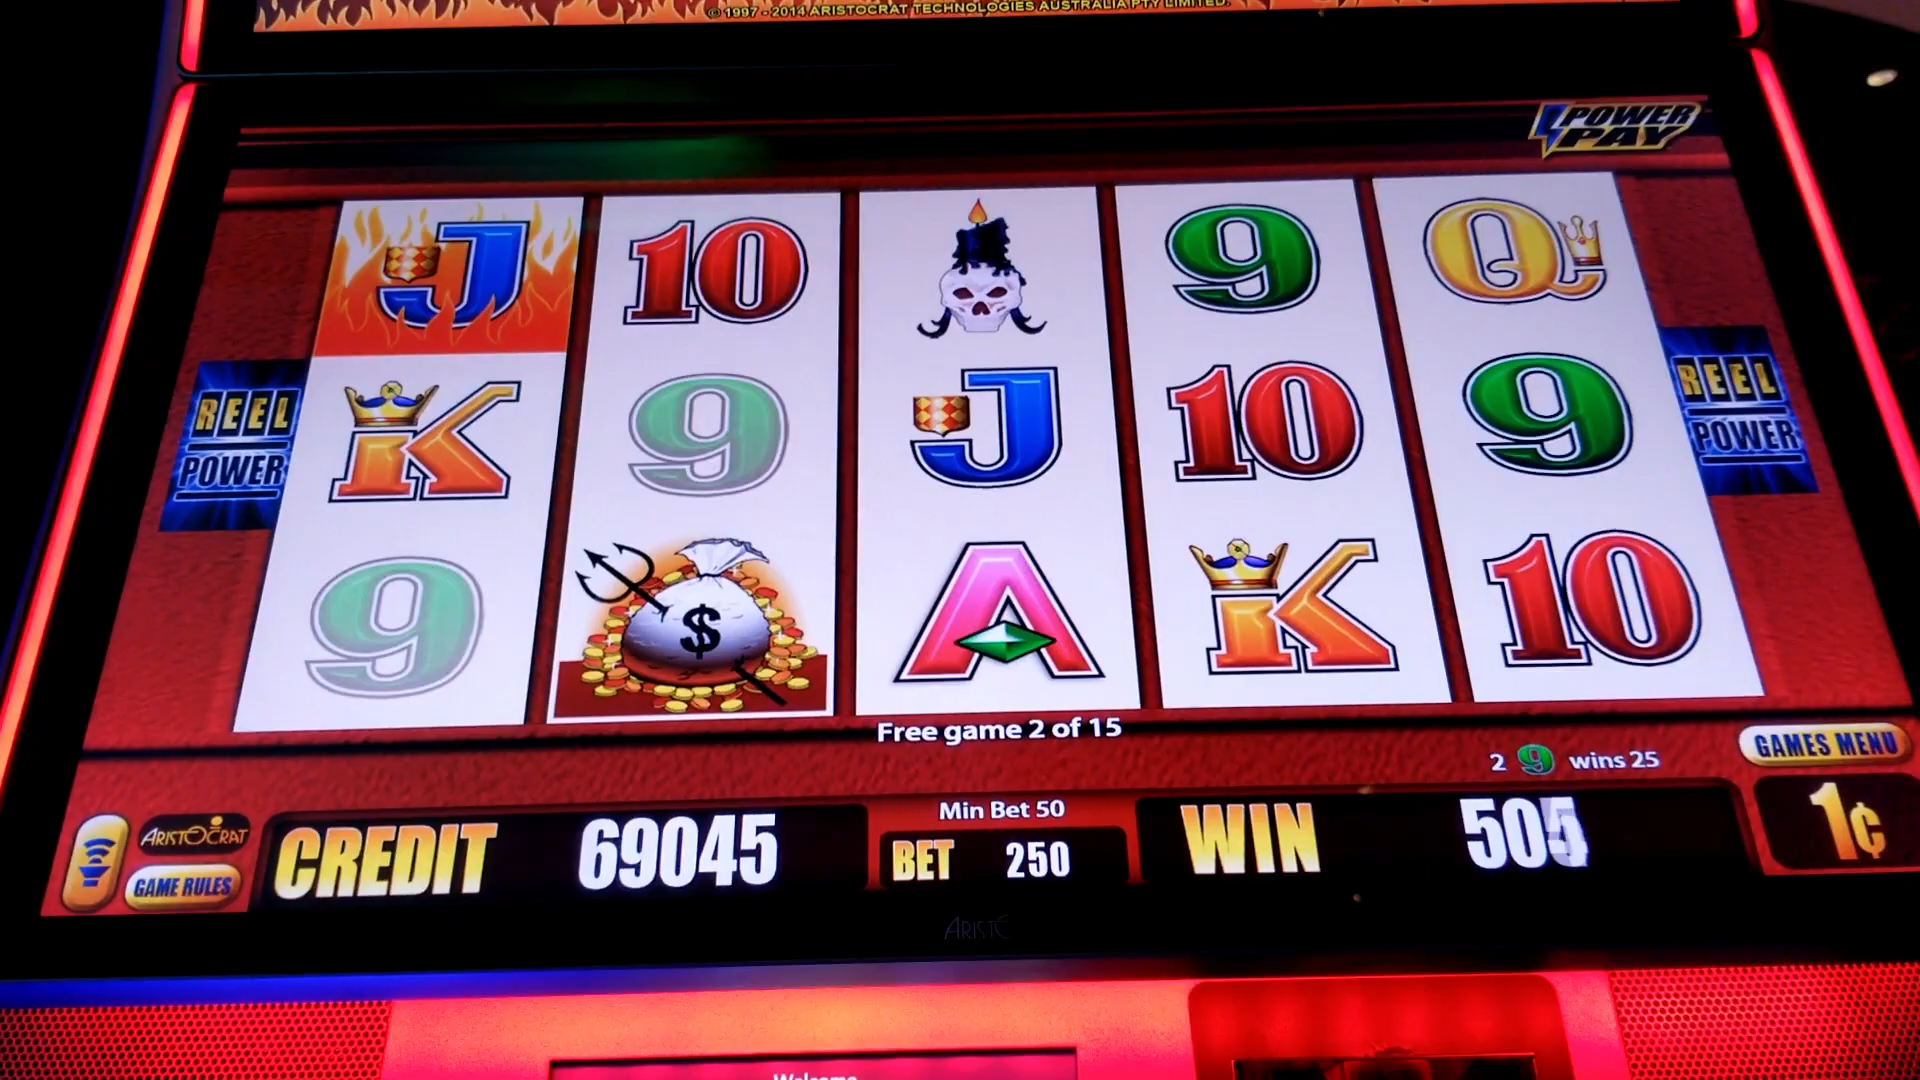 © 1997 - 2014 ARISTOCRAT TECHNOLOGIES AUSTRALIA PTY LIMITED.
POWER PAY
J 10 9 Q
REEL POWER
K 9 J 10 9
REEL POWER
9 $ A K 10
Free game 2 of 15
2 9 wins 25
GAMES MENU
ARISTOCRAT
GAME RULES
CREDIT 69045
Min Bet 50
BET 250
WIN 505
1¢
Welcome